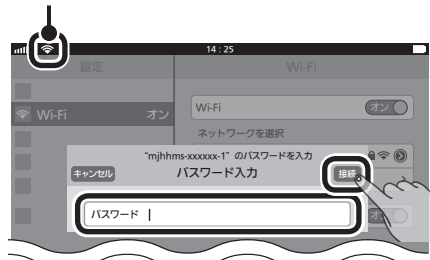 14 : 25
設定
Wi-Fi
Wi-Fi
オン
Wi-Fi
オン
ネットワークを選択
"mjhhms-xxxxxx-1" のパスワードを入力
キャンセル
パスワード入力
接続
パスワード
オ